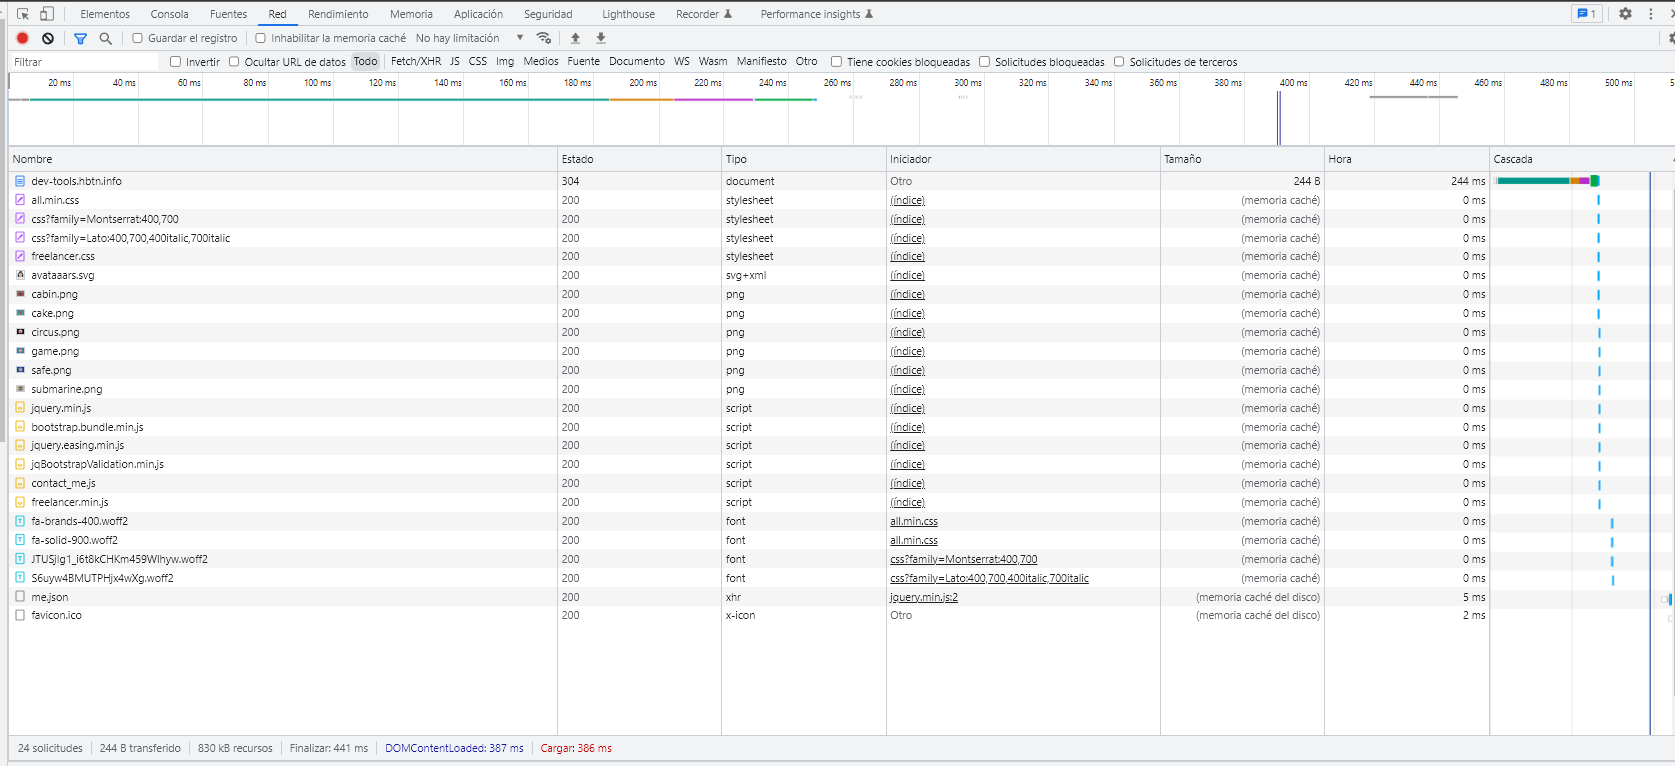 Elementos Consola Fuentes Red Rendimiento Memoria Aplicación Seguridad Lighthouse Recorder Performance insights 1
Guardar el registro Inhabilitar la memoria caché No hay limitación
Filtrar Invertir Ocultar URL de datos Todo Fetch/XHR JS CSS Img Medios Fuente Documento WS Wasm Manifiesto Otro Tiene cookies bloqueadas Solicitudes bloqueadas Solicitudes de terceros
20 ms 40 ms 60 ms 80 ms 100 ms 120 ms 140 ms 160 ms 180 ms 200 ms 220 ms 240 ms 260 ms 280 ms 300 ms 320 ms 340 ms 360 ms 380 ms 400 ms 420 ms 440 ms 460 ms 480 ms 500 ms
Nombre Estado Tipo Iniciador Tamaño Hora Cascada
dev-tools.hbtn.info 304 document Otro 244 B 244 ms
all.min.css 200 stylesheet (índice) (memoria caché) 0 ms
css?family=Montserrat:400,700 200 stylesheet (índice) (memoria caché) 0 ms
css?family=Lato:400,700,400italic,700italic 200 stylesheet (índice) (memoria caché) 0 ms
freelancer.css 200 stylesheet (índice) (memoria caché) 0 ms
avataaars.svg 200 svg+xml (índice) (memoria caché) 0 ms
cabin.png 200 png (índice) (memoria caché) 0 ms
cake.png 200 png (índice) (memoria caché) 0 ms
circus.png 200 png (índice) (memoria caché) 0 ms
game.png 200 png (índice) (memoria caché) 0 ms
safe.png 200 png (índice) (memoria caché) 0 ms
submarine.png 200 png (índice) (memoria caché) 0 ms
jquery.min.js 200 script (índice) (memoria caché) 0 ms
bootstrap.bundle.min.js 200 script (índice) (memoria caché) 0 ms
jquery.easing.min.js 200 script (índice) (memoria caché) 0 ms
jqBootstrapValidation.min.js 200 script (índice) (memoria caché) 0 ms
contact_me.js 200 script (índice) (memoria caché) 0 ms
freelancer.min.js 200 script (índice) (memoria caché) 0 ms
fa-brands-400.woff2 200 font all.min.css (memoria caché) 0 ms
fa-solid-900.woff2 200 font all.min.css (memoria caché) 0 ms
JTUSjIg1_i6t8kCHKm459Wlhyw.woff2 200 font css?family=Montserrat:400,700 (memoria caché) 0 ms
S6uyw4BMUTPHjx4wXg.woff2 200 font css?family=Lato:400,700,400italic,700italic (memoria caché) 0 ms
me.json 200 xhr jquery.min.js:2 (memoria caché del disco) 5 ms
favicon.ico 200 x-icon Otro (memoria caché del disco) 2 ms
24 solicitudes 244 B transferido 830 kB recursos Finalizar: 441 ms DOMContentLoaded: 387 ms Cargar: 386 ms